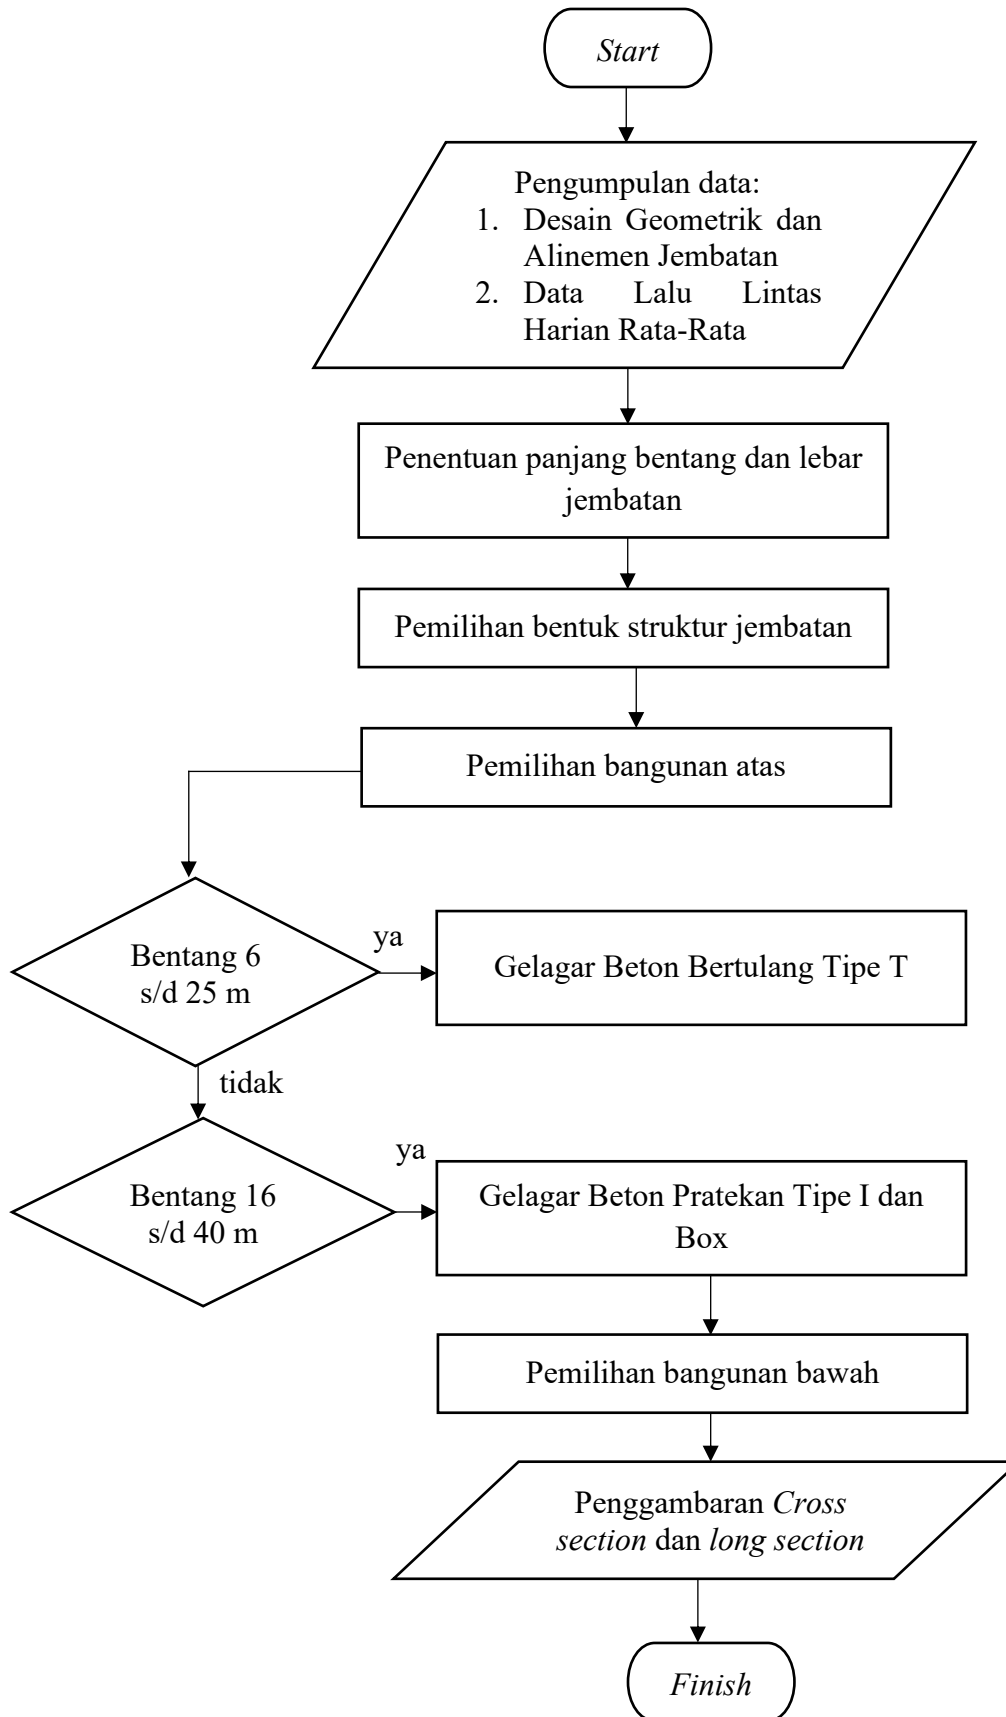 Start
Pengumpulan data:
1. Desain Geometrik dan
Alinemen Jembatan
2. Data Lalu Lintas
Harian Rata-Rata
Penentuan panjang bentang dan lebar
jembatan
Pemilihan bentuk struktur jembatan
Pemilihan bangunan atas
Bentang 6
s/d 25 m
ya
Gelagar Beton Bertulang Tipe T
tidak
Bentang 16
s/d 40 m
ya
Gelagar Beton Pratekan Tipe I dan
Box
Pemilihan bangunan bawah
Penggambaran Cross
section dan long section
Finish